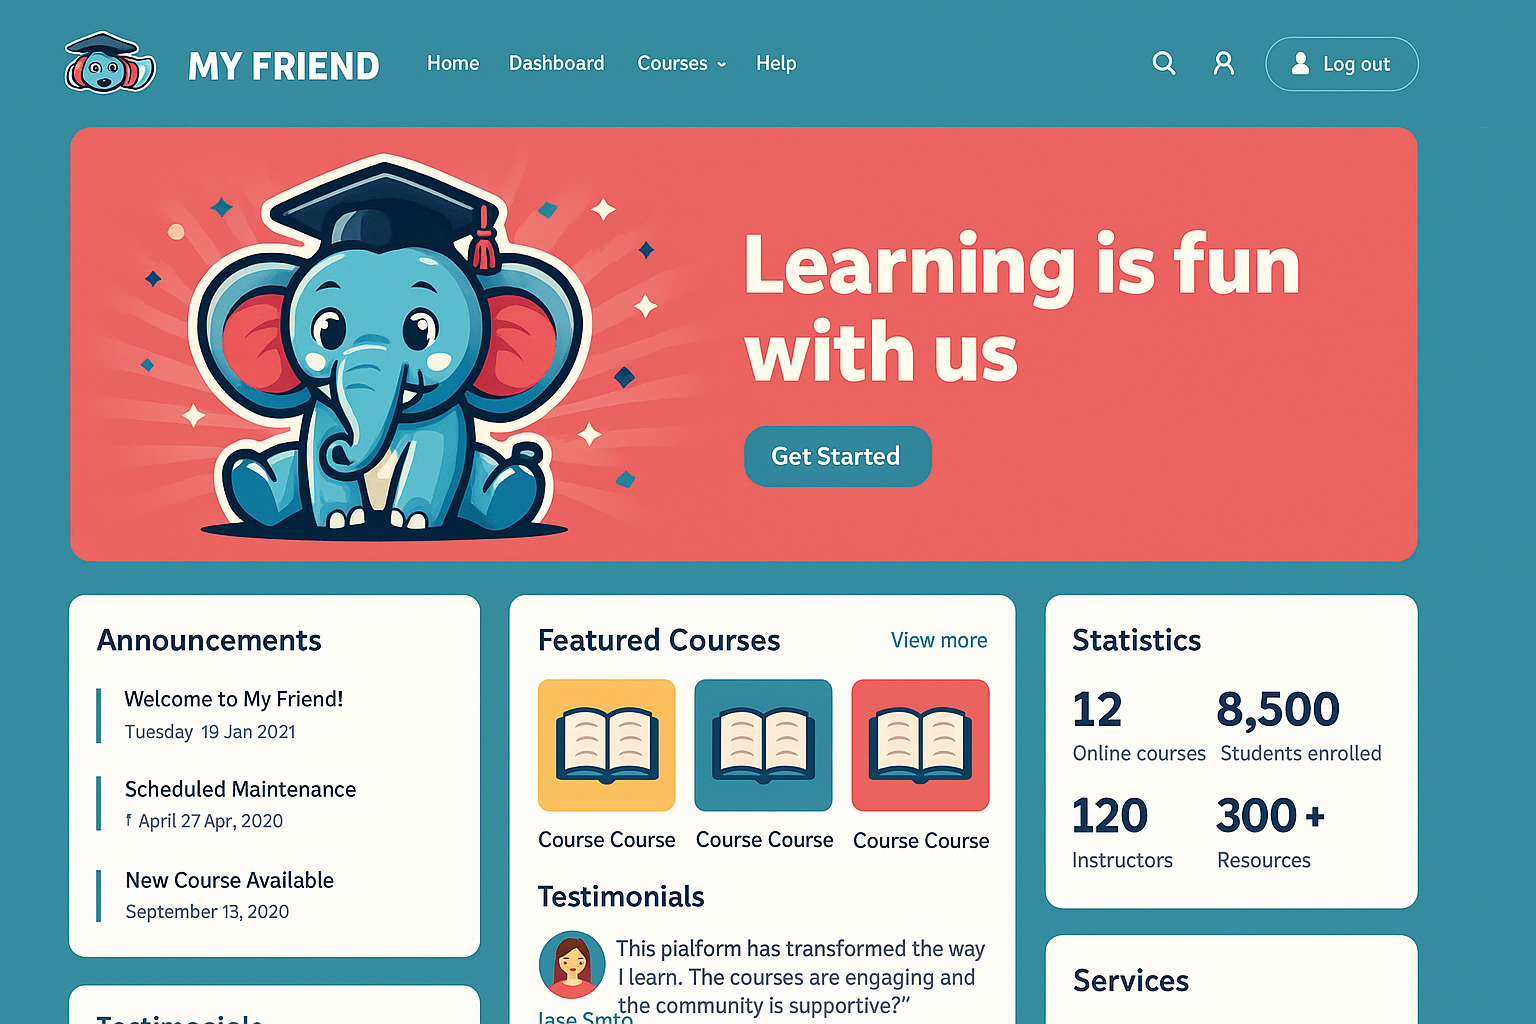 MY FRIEND
Home
Dashboard
Courses
Help
Log out
Learning is fun
with us
Get Started
Announcements
Welcome to My Friend!
Tuesday 19 Jan 2021
Scheduled Maintenance
April 27 Apr, 2020
New Course Available
September 13, 2020
Testimonials
Featured Courses
View more
Course Course
Course Course
Course Course
Testimonials
This pialform has transformed the way
I learn. The courses are engaging and
the community is supportive?”
Jase Smto
Statistics
12
8,500
Online courses
Students enrolled
120
300+
Instructors
Resources
Services